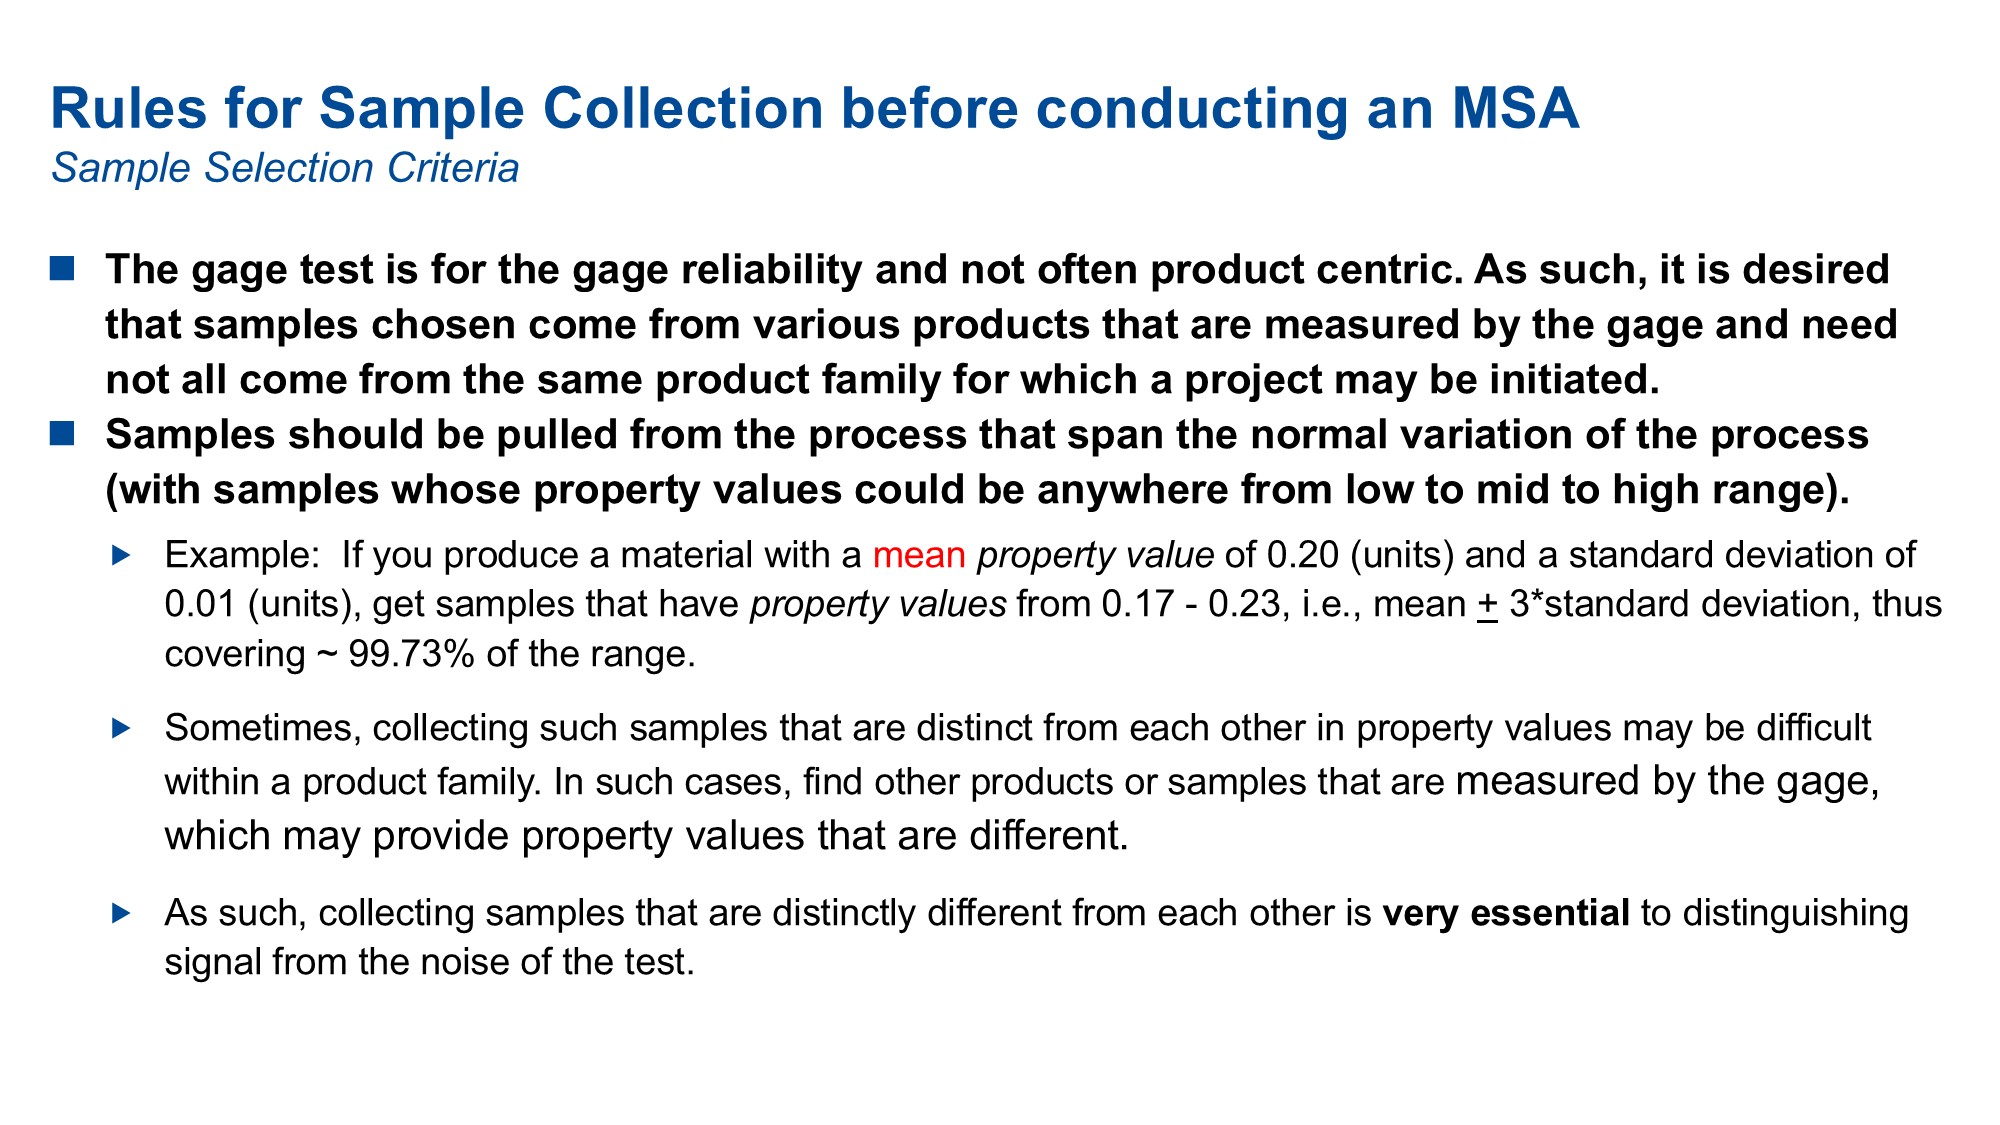 Rules for Sample Collection before conducting an MSA
Sample Selection Criteria
The gage test is for the gage reliability and not often product centric. As such, it is desired
that samples chosen come from various products that are measured by the gage and need
not all come from the same product family for which a project may be initiated.
Samples should be pulled from the process that span the normal variation of the process
(with samples whose property values could be anywhere from low to mid to high range).
Example:  If you produce a material with a mean property value of 0.20 (units) and a standard deviation of
0.01 (units), get samples that have property values from 0.17 - 0.23, i.e., mean + 3*standard deviation, thus
covering ~ 99.73% of the range.
Sometimes, collecting such samples that are distinct from each other in property values may be difficult
within a product family. In such cases, find other products or samples that are measured by the gage,
which may provide property values that are different.
As such, collecting samples that are distinctly different from each other is very essential to distinguishing
signal from the noise of the test.